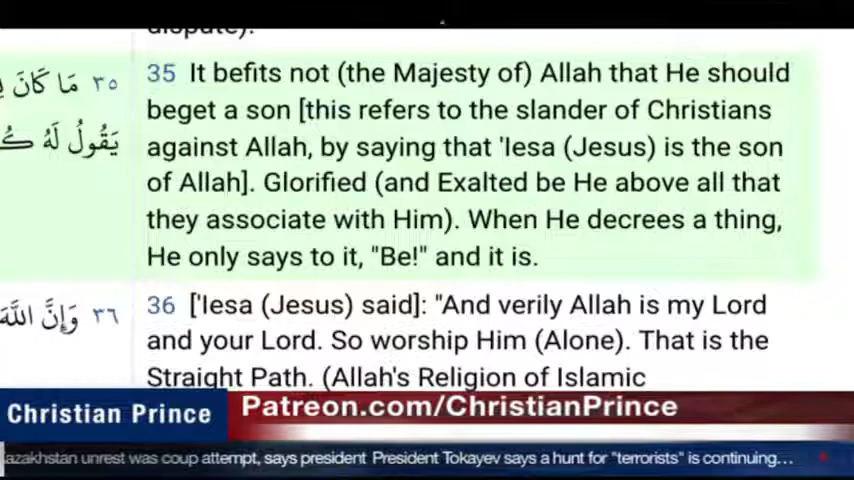 dispute).
٣٥ مَا كَانَ
يَقُولُ لَهُ
35 It befits not (the Majesty of) Allah that He should
beget a son [this refers to the slander of Christians
against Allah, by saying that 'Iesa (Jesus) is the son
of Allah]. Glorified (and Exalted be He above all that
they associate with Him). When He decrees a thing,
He only says to it, "Be!" and it is.
٣٦ وَإِنَّ اللَّهَ
36 ['Iesa (Jesus) said]: "And verily Allah is my Lord
and your Lord. So worship Him (Alone). That is the
Straight Path. (Allah's Religion of Islamic
Christian Prince
Patreon.com/ChristianPrince
azakhstan unrest was coup attempt, says president President Tokayev says a hunt for "terrorists" is continuing...